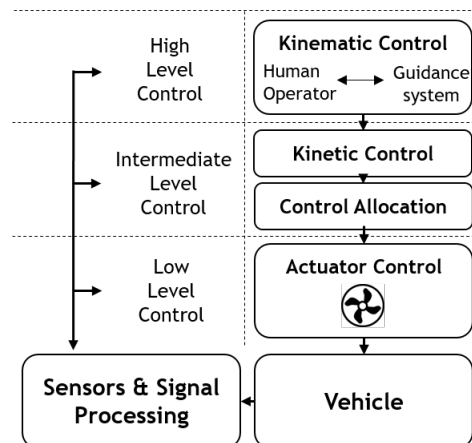 High
Level
Control
Kinematic Control
Human
Operator
Guidance
system
Intermediate
Level
Control
Kinetic Control
Control Allocation
Low
Level
Control
Actuator Control
Sensors & Signal
Processing
Vehicle